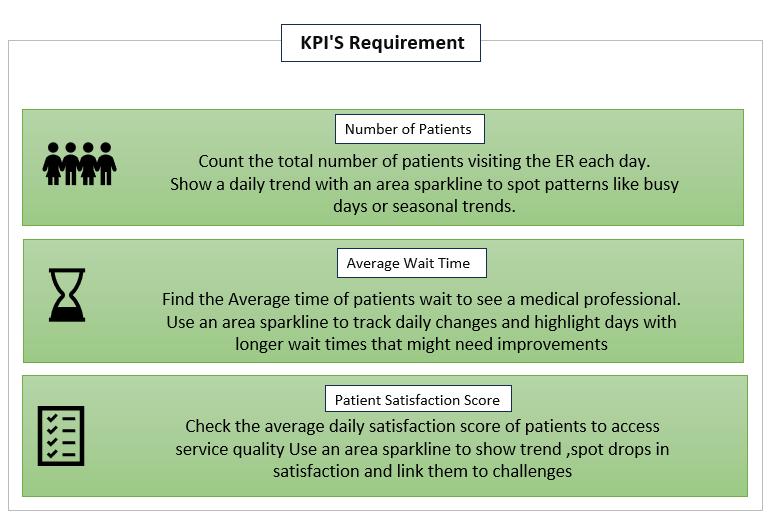 KPI'S Requirement
Number of Patients
Count the total number of patients visiting the ER each day.
Show a daily trend with an area sparkline to spot patterns like busy
days or seasonal trends.
Average Wait Time
Find the Average time of patients wait to see a medical professional.
Use an area sparkline to track daily changes and highlight days with
longer wait times that might need improvements
Patient Satisfaction Score
Check the average daily satisfaction score of patients to access
service quality Use an area sparkline to show trend ,spot drops in
satisfaction and link them to challenges